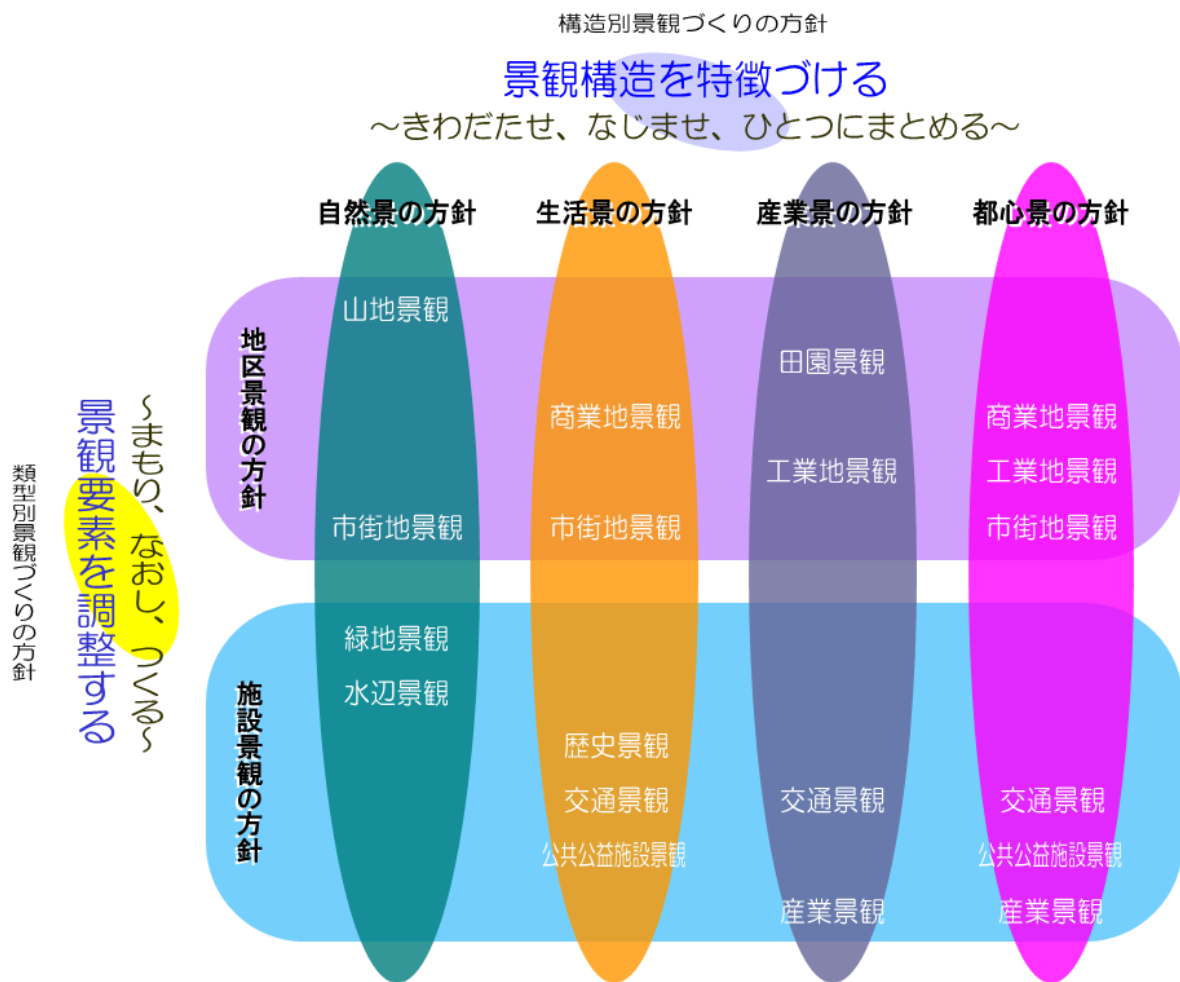 構造別景観づくりの方針
景観構造を特徴づける
～きわだたせ、なじませ、ひとつにまとめる～
自然景の方針
生活景の方針
産業景の方針
都心景の方針
類型別景観づくりの方針
景観要素を調整する
～まもり、なおし、つくる～
地区景観の方針
山地景観
田園景観
商業地景観
商業地景観
工業地景観
工業地景観
市街地景観
市街地景観
市街地景観
施設景観の方針
緑地景観
水辺景観
歴史景観
交通景観
交通景観
交通景観
公共公益施設景観
公共公益施設景観
産業景観
産業景観